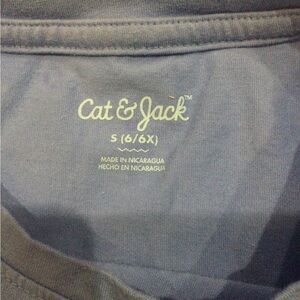 Cat & Jack™
S (6/6X)
MADE IN NICARAGUA
HECHO EN NICARAGUA